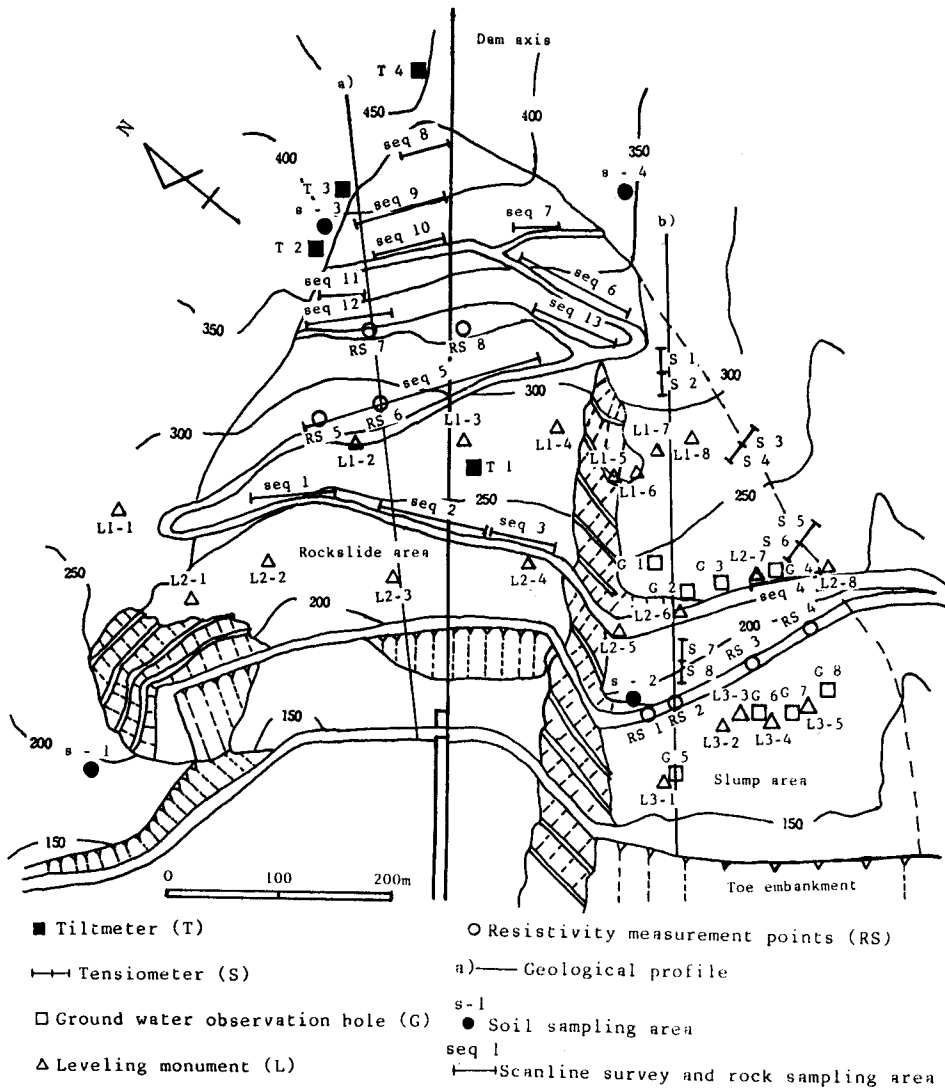 Dam axis
T 4
a)
450
400
350
N
seq 8
400
s - 4
T 3
s - 3
seq 9
seq 7
b)
T 2
seq 10
seq 11
seq 6
seq 12
seq 13
350
RS 7
RS 8
S 1
S 2
seq 5
300
300
RS 6
RS 5
L1-3
L1-7
300
L1-2
L1-4
L1-8
S 3
S 4
L1-5
T 1
L1-6
seq 1
250
250
L1-1
seq 2
seq 3
S 5
S 6
Rockslide area
G 1
L2-7
G 3
G 4
250
L2-1
L2-2
L2-3
L2-4
G 2
L2-8
seq 4
L2-6
200
200
RS 4
L2-5
S 7
RS 3
S 8
s - 2
G 8
L3-3
G 6
G 7
200
150
RS 1
RS 2
L3-5
s - 1
L3-2
L3-4
G 5
Slump area
L3-1
150
150
0
100
200m
Toe embankment
Tiltmeter (T)
Resistivity measurement points (RS)
Tensiometer (S)
a)
Geological profile
Ground water observation hole (G)
s-1
Soil sampling area
Leveling monument (L)
seq 1
Scanline survey and rock sampling area